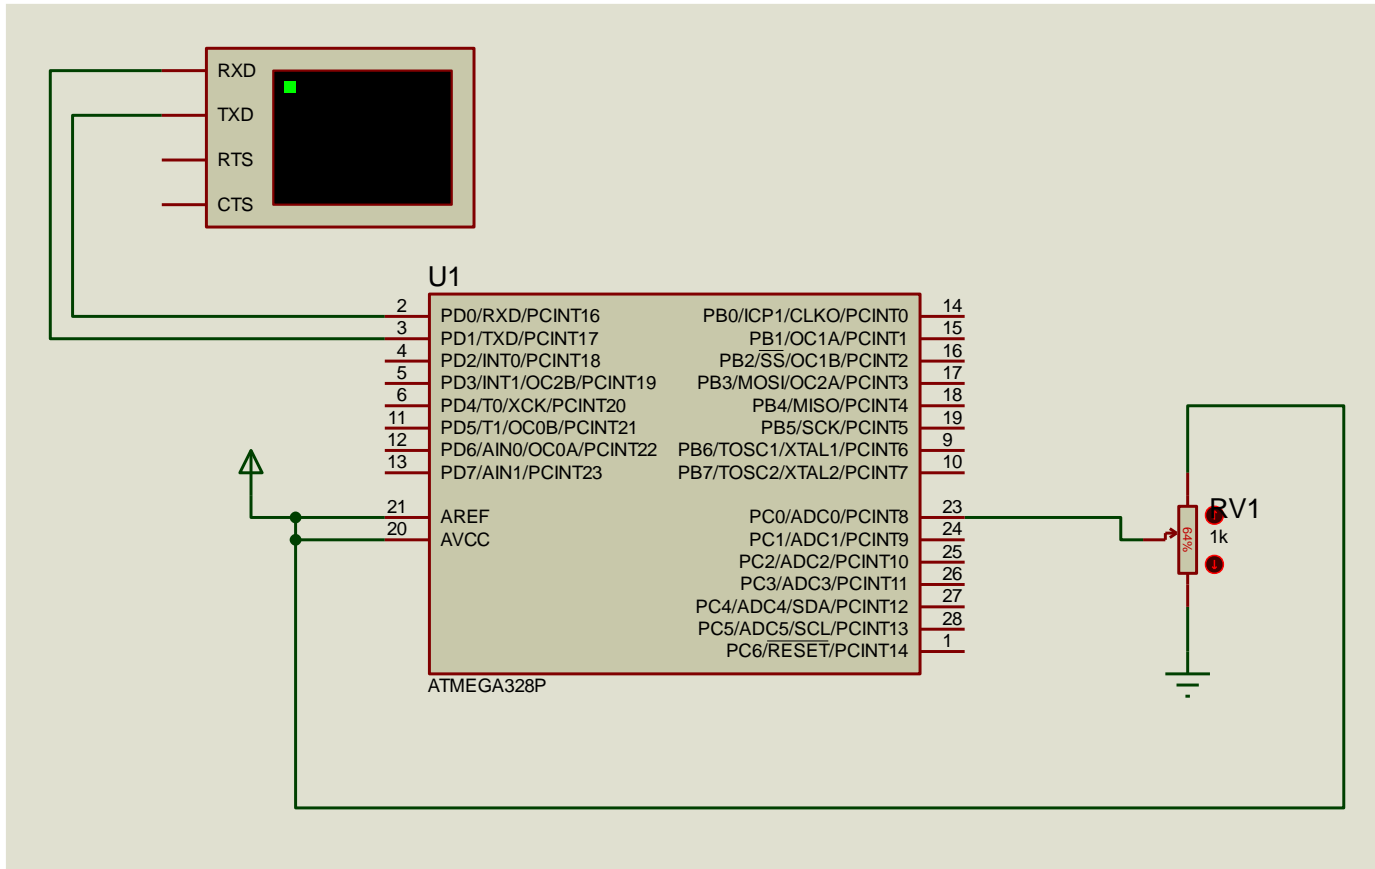 RXD
TXD
RTS
CTS
U1
2 PD0/RXD/PCINT16 PB0/ICP1/CLKO/PCINT0 14
3 PD1/TXD/PCINT17 PB1/OC1A/PCINT1 15
4 PD2/INT0/PCINT18 PB2/SS/OC1B/PCINT2 16
5 PD3/INT1/OC2B/PCINT19 PB3/MOSI/OC2A/PCINT3 17
6 PD4/T0/XCK/PCINT20 PB4/MISO/PCINT4 18
11 PD5/T1/OC0B/PCINT21 PB5/SCK/PCINT5 19
12 PD6/AIN0/OC0A/PCINT22 PB6/TOSC1/XTAL1/PCINT6 9
13 PD7/AIN1/PCINT23 PB7/TOSC2/XTAL2/PCINT7 10
21 AREF PC0/ADC0/PCINT8 23
20 AVCC PC1/ADC1/PCINT9 24
PC2/ADC2/PCINT10 25
PC3/ADC3/PCINT11 26
PC4/ADC4/SDA/PCINT12 27
PC5/ADC5/SCL/PCINT13 28
PC6/RESET/PCINT14 1
ATMEGA328P
RV1
1k
64%